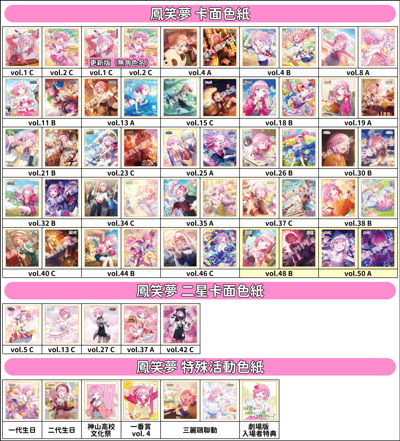 鳳笑夢 卡面色紙
更新版（無角色名）
vol.1 C vol.2 C vol.1 C vol.2 C vol.4 A vol.4 B vol.8 A
vol.11 B vol.13 A vol.15 C vol.18 B vol.19 A
vol.21 B vol.23 C vol.25 A vol.26 B vol.30 B
vol.32 B vol.34 C vol.35 A vol.37 C vol.38 B
vol.40 C vol.44 B vol.46 C vol.48 B vol.50 A
鳳笑夢 二星卡面色紙
vol.5 C vol.13 C vol.27 C vol.37 A vol.42 C
鳳笑夢 特殊活動色紙
一代生日 二代生日 神山高校 文化祭 一番賞 vol. 4 三麗鷗聯動 劇場版 入場者特典